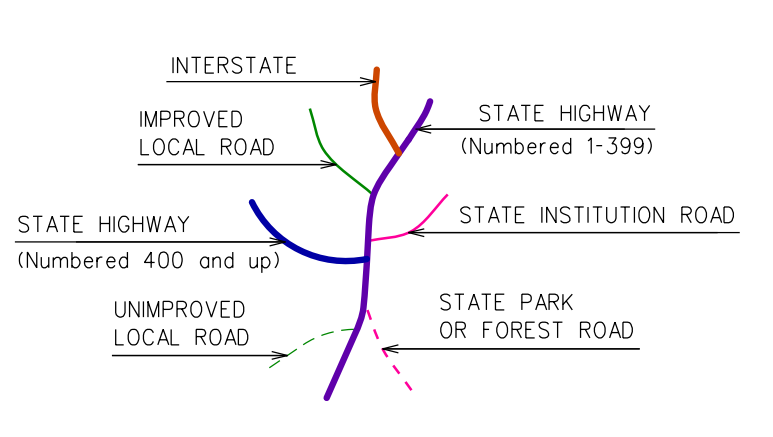 INTERSTATE
STATE HIGHWAY
(Numbered 1-399)
IMPROVED
LOCAL ROAD
STATE INSTITUTION ROAD
STATE HIGHWAY
(Numbered 400 and up)
UNIMPROVED
LOCAL ROAD
STATE PARK
OR FOREST ROAD